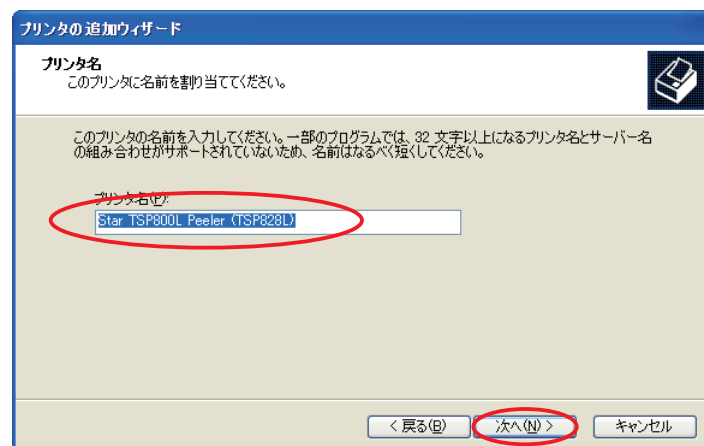 プリンタの追加ウィザード
プリンタ名
このプリンタに名前を割り当ててください。
このプリンタの名前を入力してください。一部のプログラムでは、32 文字以上になるプリンタ名とサーバー名
の組み合わせがサポートされていないため、名前はなるべく短くしてください。
プリンタ名(P):
Star TSP800L Peeler (TSP828L)
< 戻る(B) 次へ(N) > キャンセル